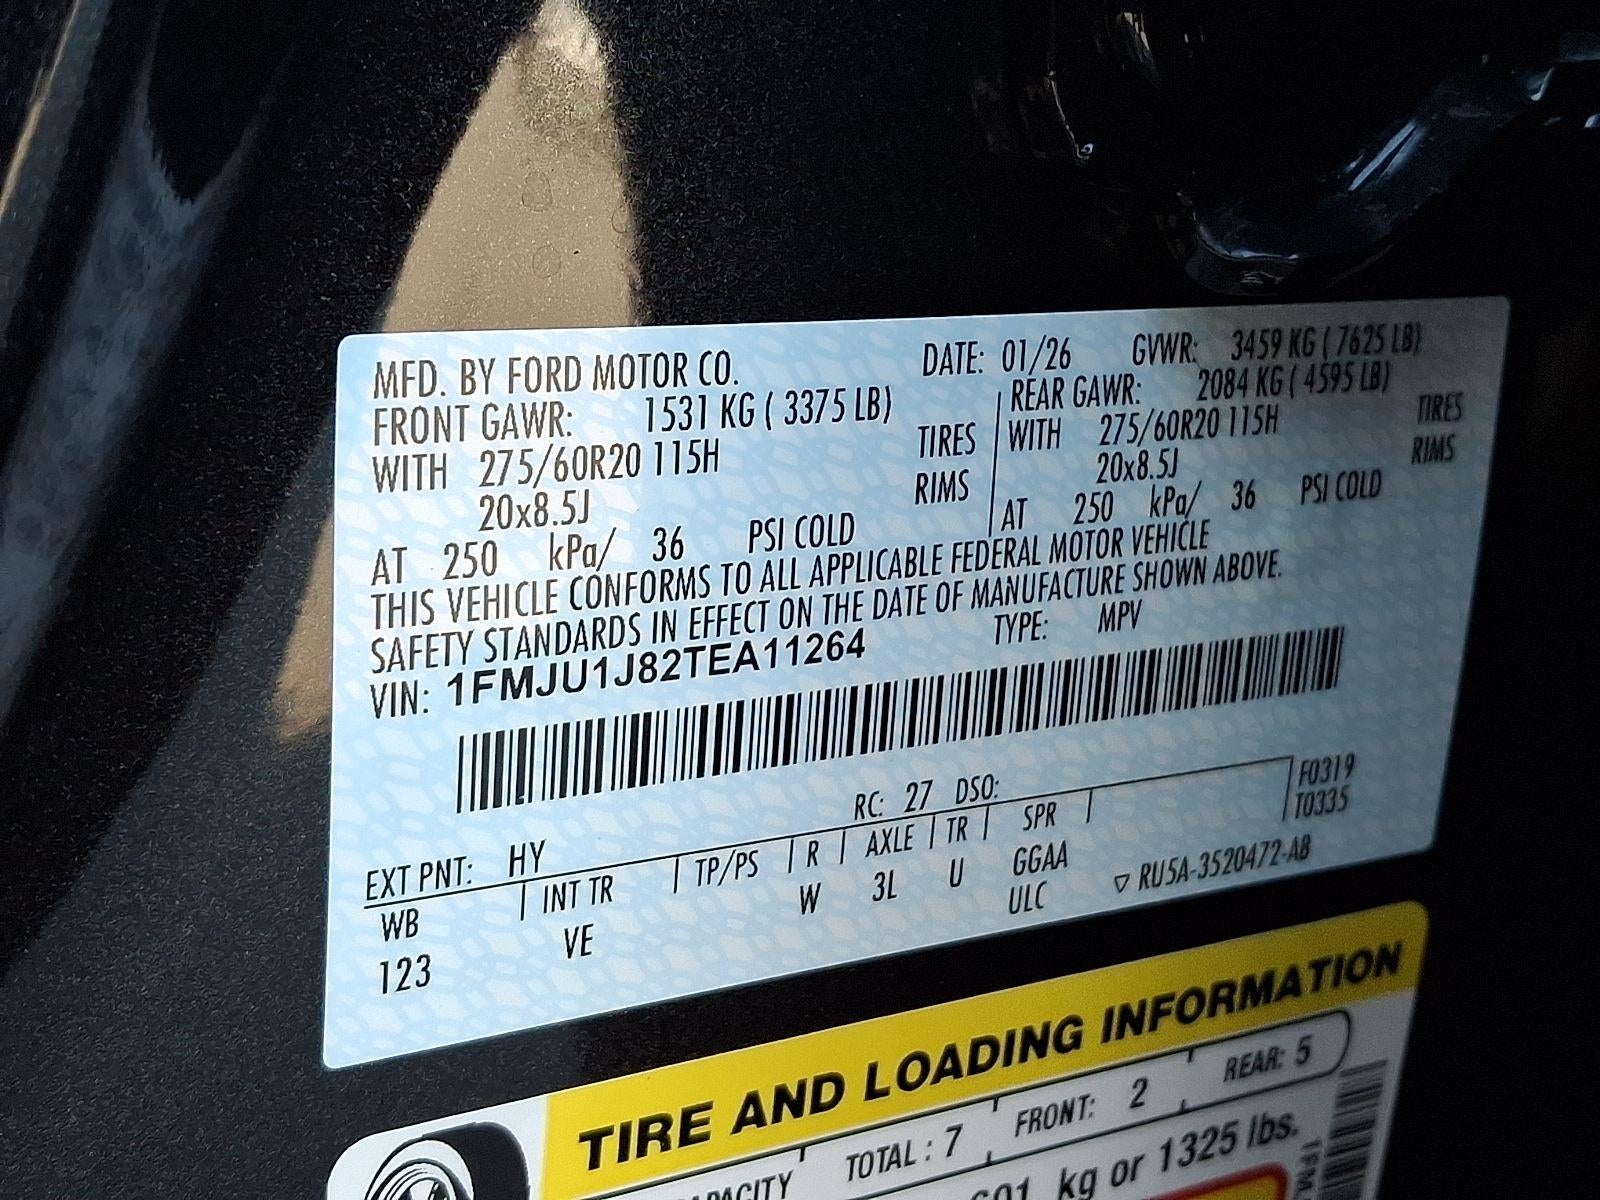 MFD. BY FORD MOTOR CO. DATE: 01/26 GVWR: 3459 KG ( 7625 LB)
FRONT GAWR: 1531 KG ( 3375 LB) REAR GAWR: 2084 KG ( 4595 LB)
WITH 275/60R20 115H TIRES WITH 275/60R20 115H TIRES
20x8.5J RIMS 20x8.5J RIMS
AT 250 kPa/ 36 PSI COLD AT 250 kPa/ 36 PSI COLD
THIS VEHICLE CONFORMS TO ALL APPLICABLE FEDERAL MOTOR VEHICLE
SAFETY STANDARDS IN EFFECT ON THE DATE OF MANUFACTURE SHOWN ABOVE.
VIN: 1FMJU1J82TEA11264 TYPE: MPV
EXT PNT: HY RC: 27 DSO: F0319
WB INT TR TP/PS R AXLE TR SPR T0335
123 VE W 3L U GGAA
ULC ▽ RU5A-3520472-AB
TIRE AND LOADING INFORMATION
TOTAL : 7 FRONT: 2 REAR: 5
kg or 1325 lbs.